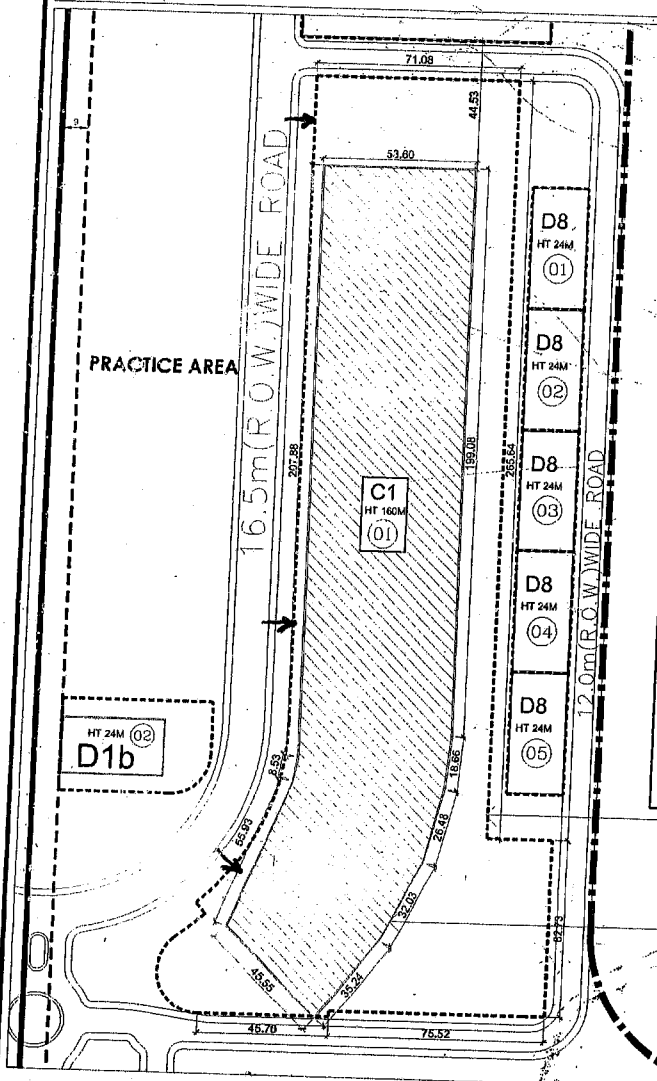 71.08
44.53
9
53.60
16.5m(R.O.W.)WIDE ROAD
D8
HT 24M
01
PRACTICE AREA
D8
HT 24M
02
207.88
199.08
265.64
C1
HT 160M
01
D8
HT 24M
03
12.0m(R.O.W.)WIDE ROAD
D8
HT 24M
04
D8
HT 24M
05
HT 24M 02
D1b
8.53
18.66
55.93
26.48
32.03
62.73
45.55
35.24
45.70
75.52